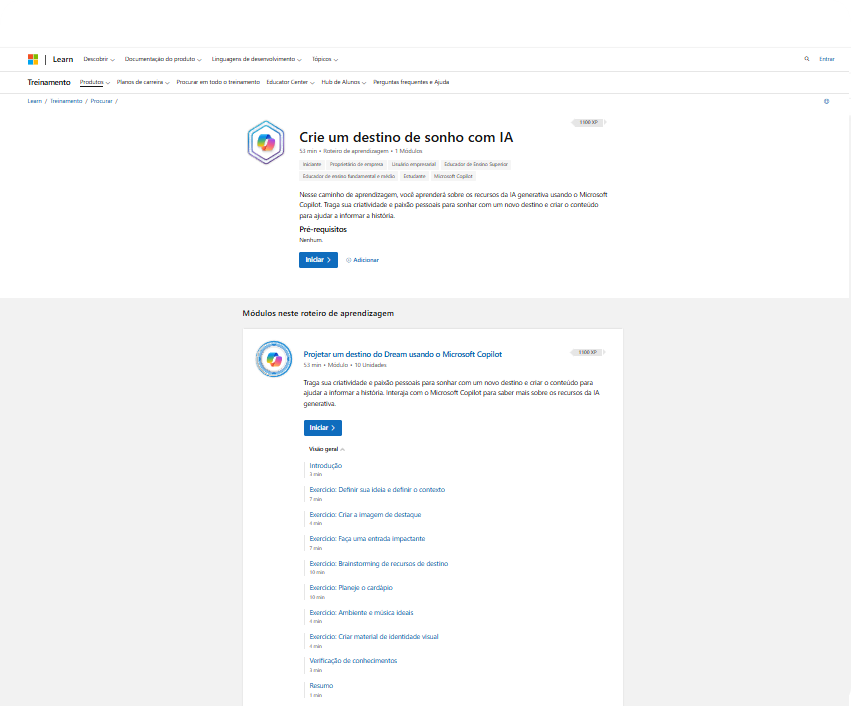 Learn Descobrir Documentação do produto Linguagens de desenvolvimento Tópicos Entrar
Treinamento Produtos Planos de carreira Procurar em todo o treinamento Educator Center Hub de Alunos Perguntas frequentes e Ajuda
Learn / Treinamento / Procurar /
1100 XP
Crie um destino de sonho com IA
53 min • Roteiro de aprendizagem • 1 Módulos
Iniciante Proprietário de empresa Usuário empresarial Educador de Ensino Superior
Educador de ensino fundamental e médio Estudante Microsoft Copilot
Nesse caminho de aprendizagem, você aprenderá sobre os recursos da IA generativa usando o Microsoft
Copilot. Traga sua criatividade e paixão pessoais para sonhar com um novo destino e criar o conteúdo
para ajudar a informar a história.
Pré-requisitos
Nenhum.
Iniciar Adicionar
Módulos neste roteiro de aprendizagem
Projetar um destino do Dream usando o Microsoft Copilot 1100 XP
53 min • Módulo • 10 Unidades
Traga sua criatividade e paixão pessoais para sonhar com um novo destino e criar o conteúdo para
ajudar a informar a história. Interaja com o Microsoft Copilot para saber mais sobre os recursos da IA
generativa.
Iniciar
Visão geral
Introdução
3 min
Exercício: Definir sua ideia e definir o contexto
7 min
Exercício: Criar a imagem de destaque
4 min
Exercício: Faça uma entrada impactante
7 min
Exercício: Brainstorming de recursos de destino
10 min
Exercício: Planeje o cardápio
10 min
Exercício: Ambiente e música ideais
4 min
Exercício: Criar material de identidade visual
4 min
Verificação de conhecimentos
3 min
Resumo
1 min